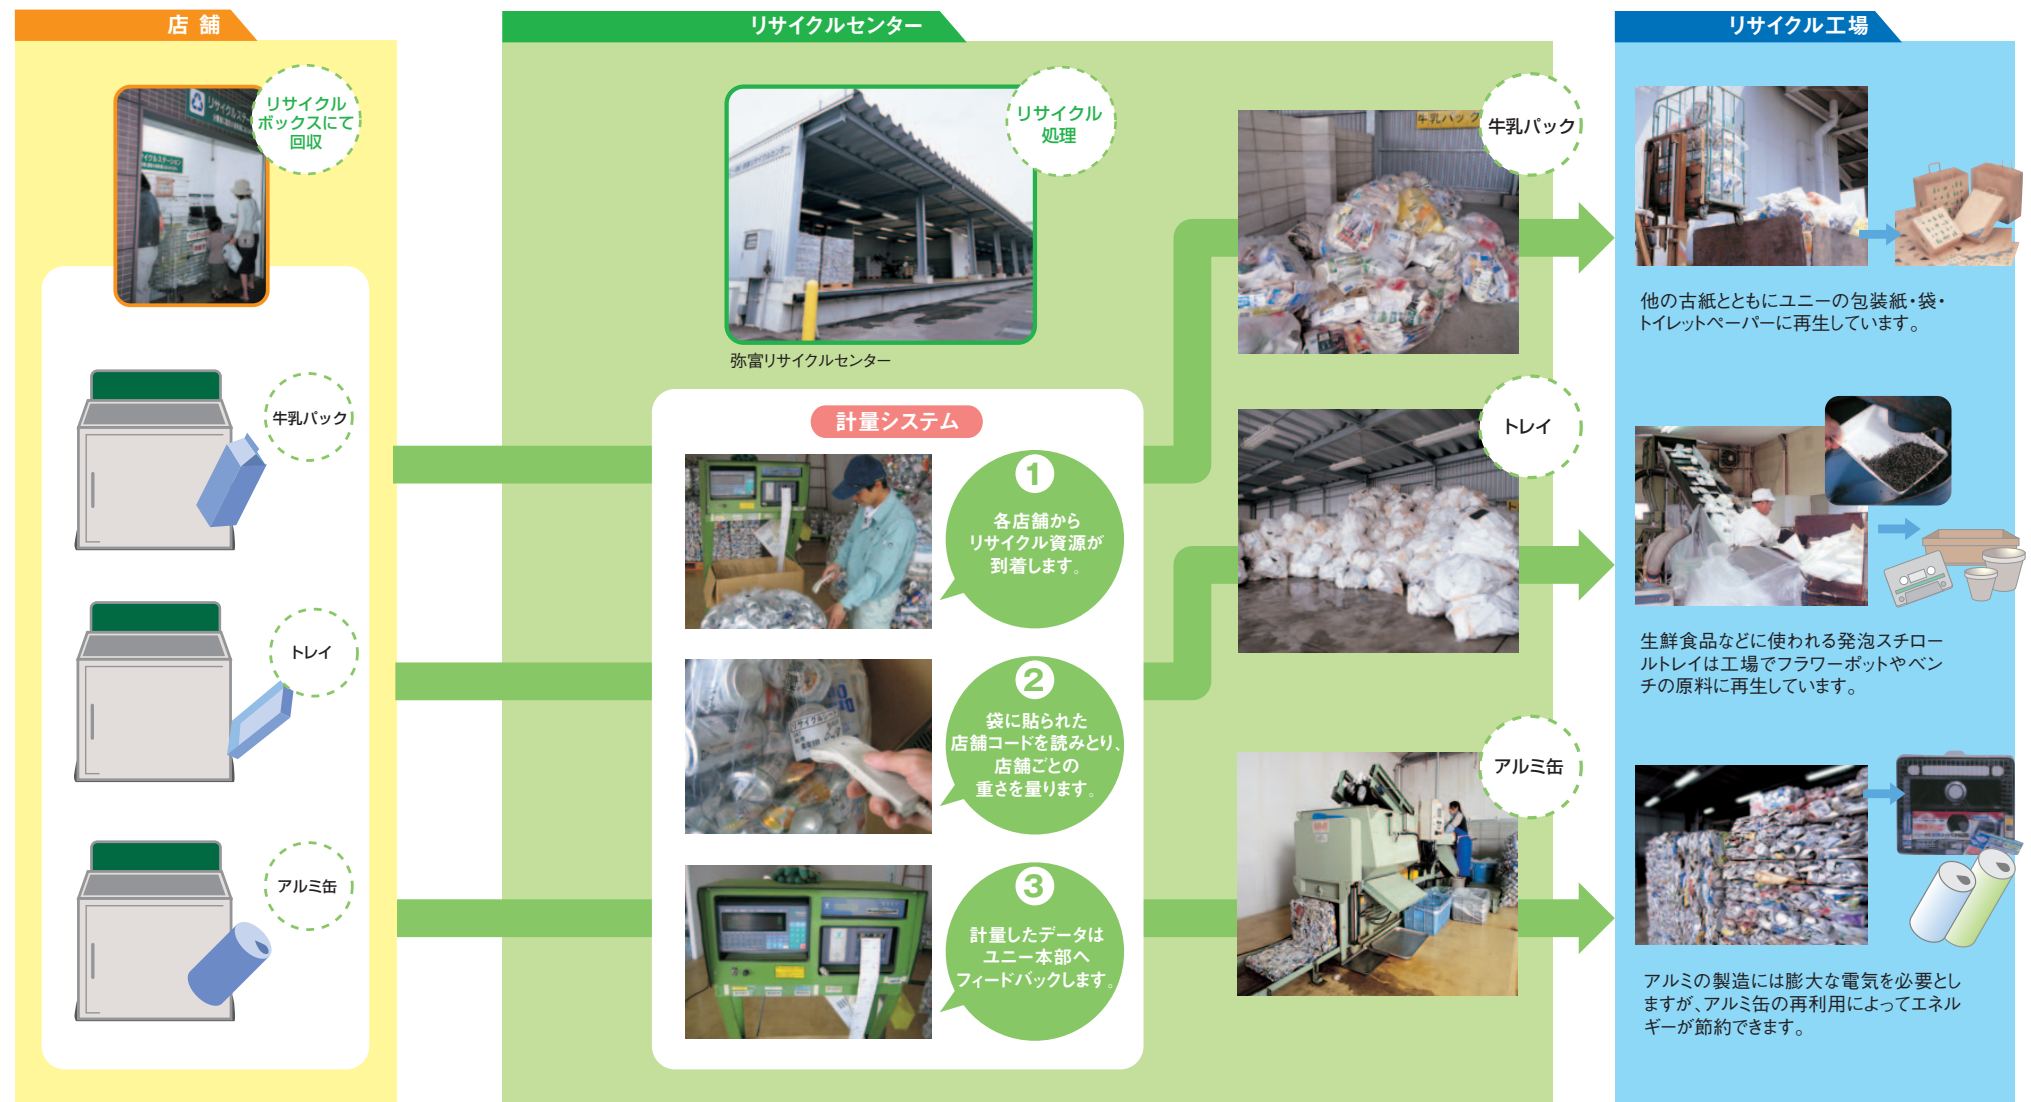 店 舗
リサイクル
ボックスにて
回収
牛乳パック
トレイ
アルミ缶
リサイクルセンター
リサイクル
処理
弥富リサイクルセンター
計量システム
1
各店舗から
リサイクル資源が
到着します。
2
袋に貼られた
店舗コードを読みとり、
店舗ごとの
重さを量ります。
3
計量したデータは
ユニー本部へ
フィードバックします。
牛乳パック
牛乳パック
トレイ
アルミ缶
リサイクル工場
他の古紙とともにユニーの包装紙・袋・
トイレットペーパーに再生しています。
生鮮食品などに使われる発泡スチロー
ルトレイは工場でフラワーポットやベン
チの原料に再生しています。
アルミの製造には膨大な電気を必要とし
ますが、アルミ缶の再利用によってエネル
ギーが節約できます。